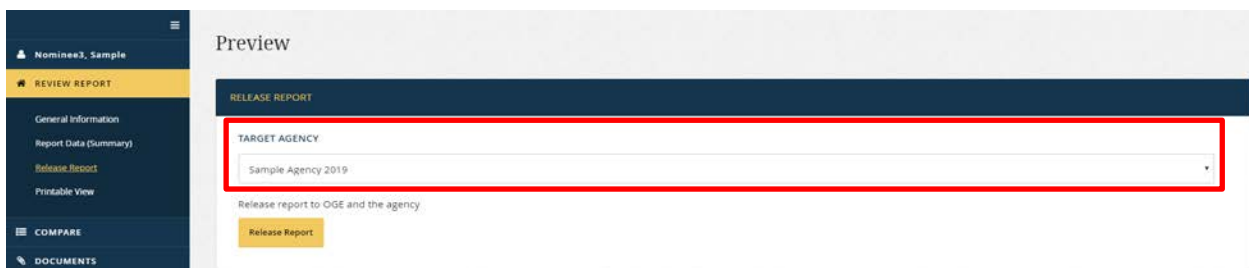 Nominee3, Sample
REVIEW REPORT
General Information
Report Data (Summary)
Release Report
Printable View
COMPARE
DOCUMENTS
Preview
RELEASE REPORT
TARGET AGENCY
Sample Agency 2019
Release report to OGE and the agency
Release Report